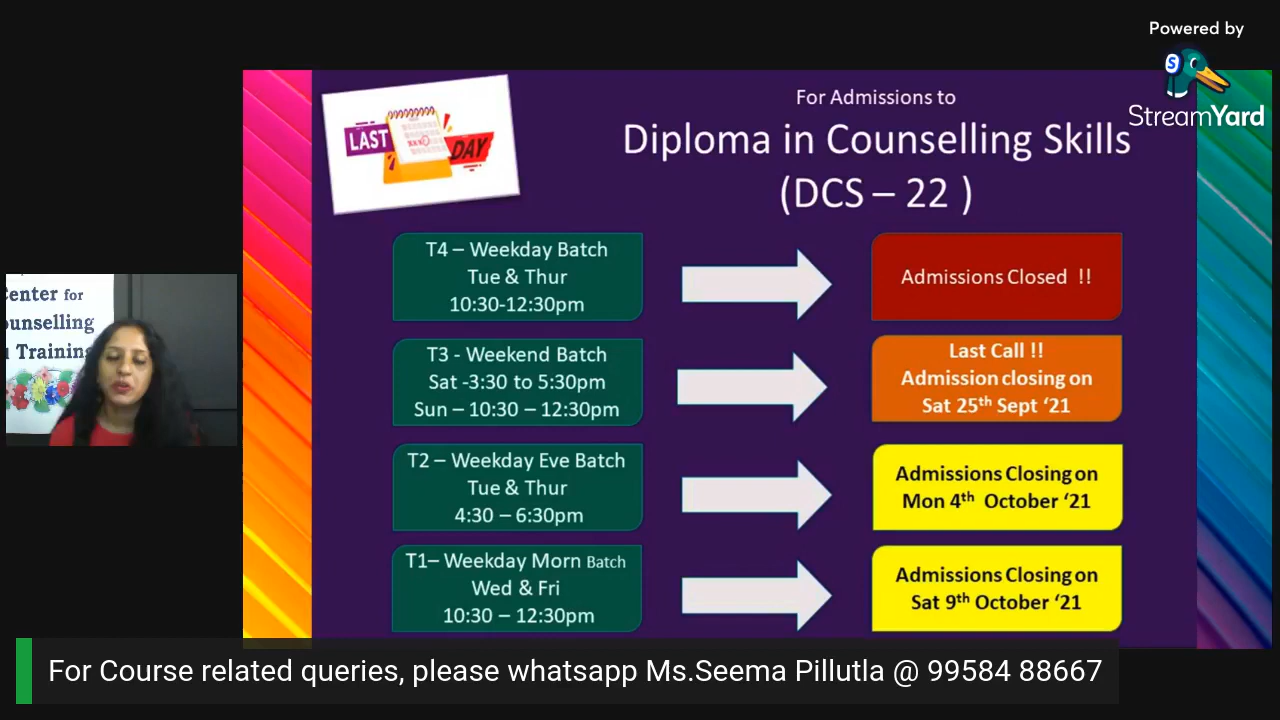 Powered by
StreamYard
LAST
DAY
For Admissions to
Diploma in Counselling Skills
(DCS – 22 )
T4 – Weekday Batch
Tue & Thur
10:30-12:30pm
Admissions Closed !!
T3 - Weekend Batch
Sat -3:30 to 5:30pm
Sun – 10:30 – 12:30pm
Last Call !!
Admission closing on
Sat 25th Sept ‘21
T2 – Weekday Eve Batch
Tue & Thur
4:30 – 6:30pm
Admissions Closing on
Mon 4th October ‘21
T1– Weekday Morn Batch
Wed & Fri
10:30 – 12:30pm
Admissions Closing on
Sat 9th October ‘21
Center for
ounselling
Training
For Course related queries, please whatsapp Ms.Seema Pillutla @ 99584 88667